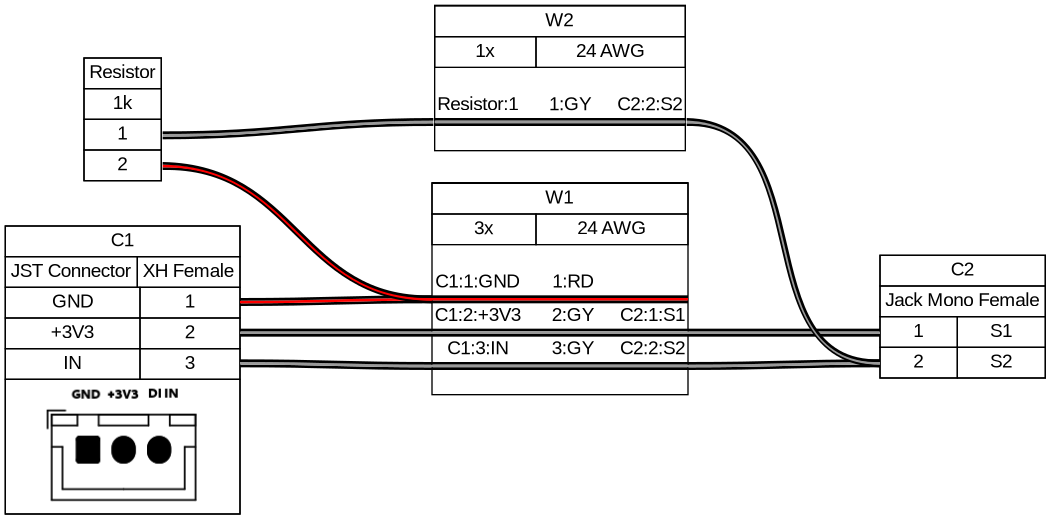 W2
1x 24 AWG
Resistor:1 1:GY C2:2:S2
Resistor
1k
1
2
W1
3x 24 AWG
C1:1:GND 1:RD
C1:2:+3V3 2:GY C2:1:S1
C1:3:IN 3:GY C2:2:S2
C1
JST Connector XH Female
GND 1
+3V3 2
IN 3
GND +3V3 DI IN
C2
Jack Mono Female
1 S1
2 S2